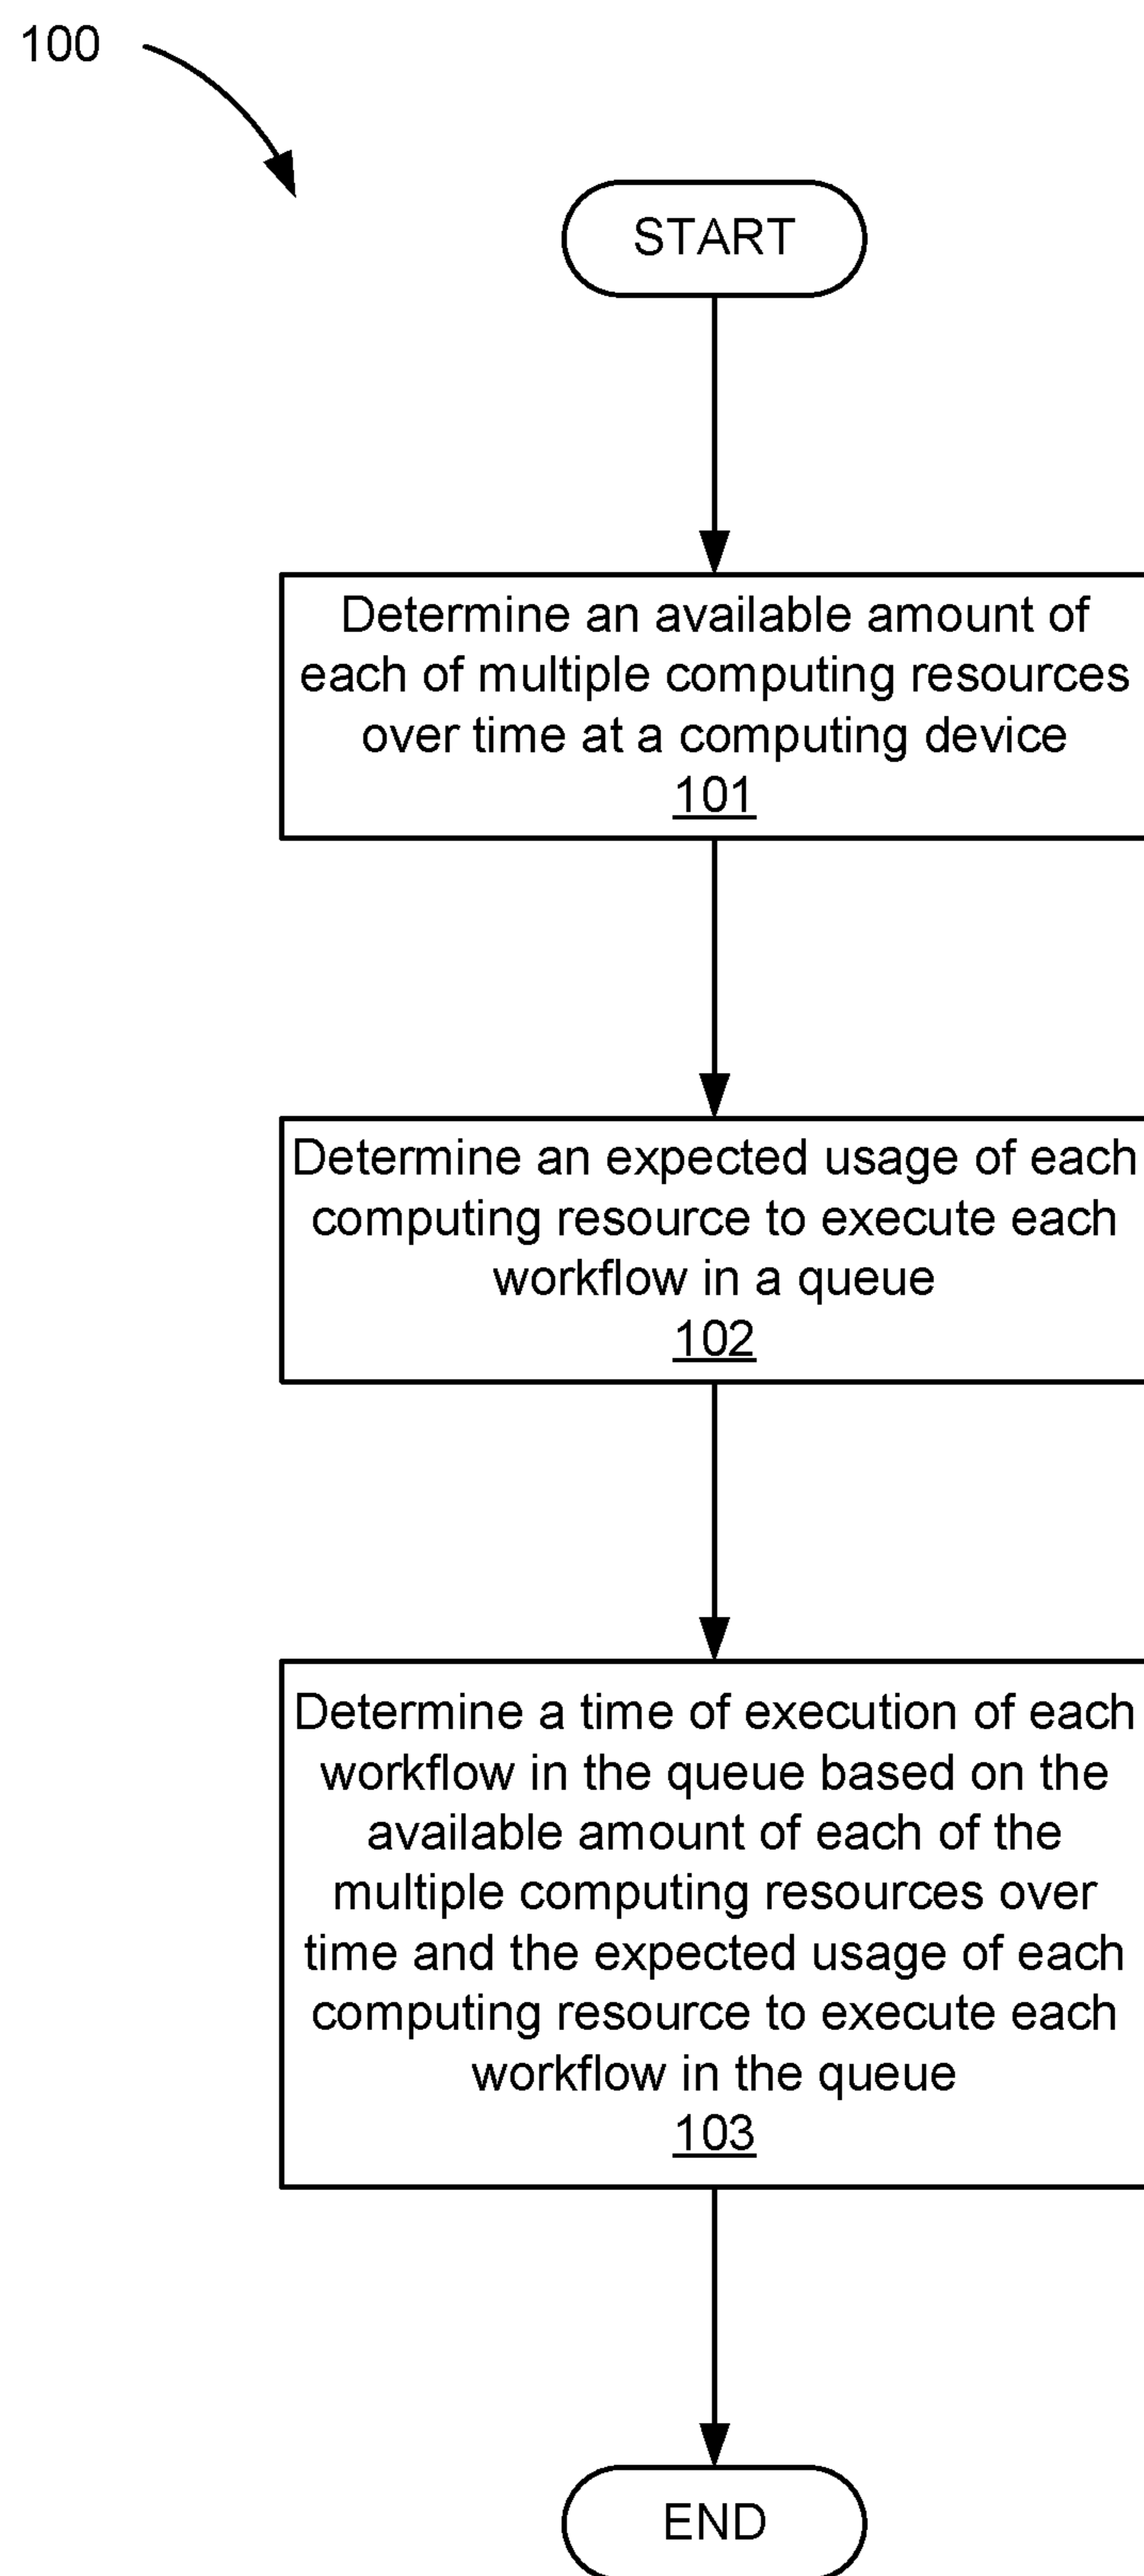 100
START
Determine an available amount of
each of multiple computing resources
over time at a computing device
101
Determine an expected usage of each
computing resource to execute each
workflow in a queue
102
Determine a time of execution of each
workflow in the queue based on the
available amount of each of the
multiple computing resources over
time and the expected usage of each
computing resource to execute each
workflow in the queue
103
END